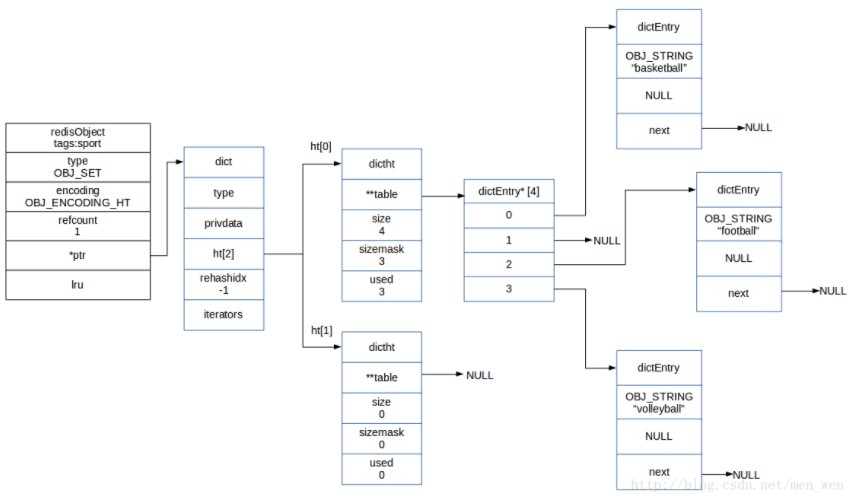 redisObject
tags:sport
type
OBJ_SET
encoding
OBJ_ENCODING_HT
refcount
1
*ptr
lru
dict
type
privdata
ht[2]
rehashidx
-1
iterators
ht[0]
dictht
**table
size
4
sizemask
3
used
3
ht[1]
dictht
**table
NULL
size
0
sizemask
0
used
0
dictEntry* [4]
0
1
NULL
2
3
dictEntry
OBJ_STRING
“basketball”
NULL
next
NULL
dictEntry
OBJ_STRING
“football”
NULL
next
NULL
dictEntry
OBJ_STRING
“volleyball”
NULL
next
NULL
http://blog.csdn.net/men_wen